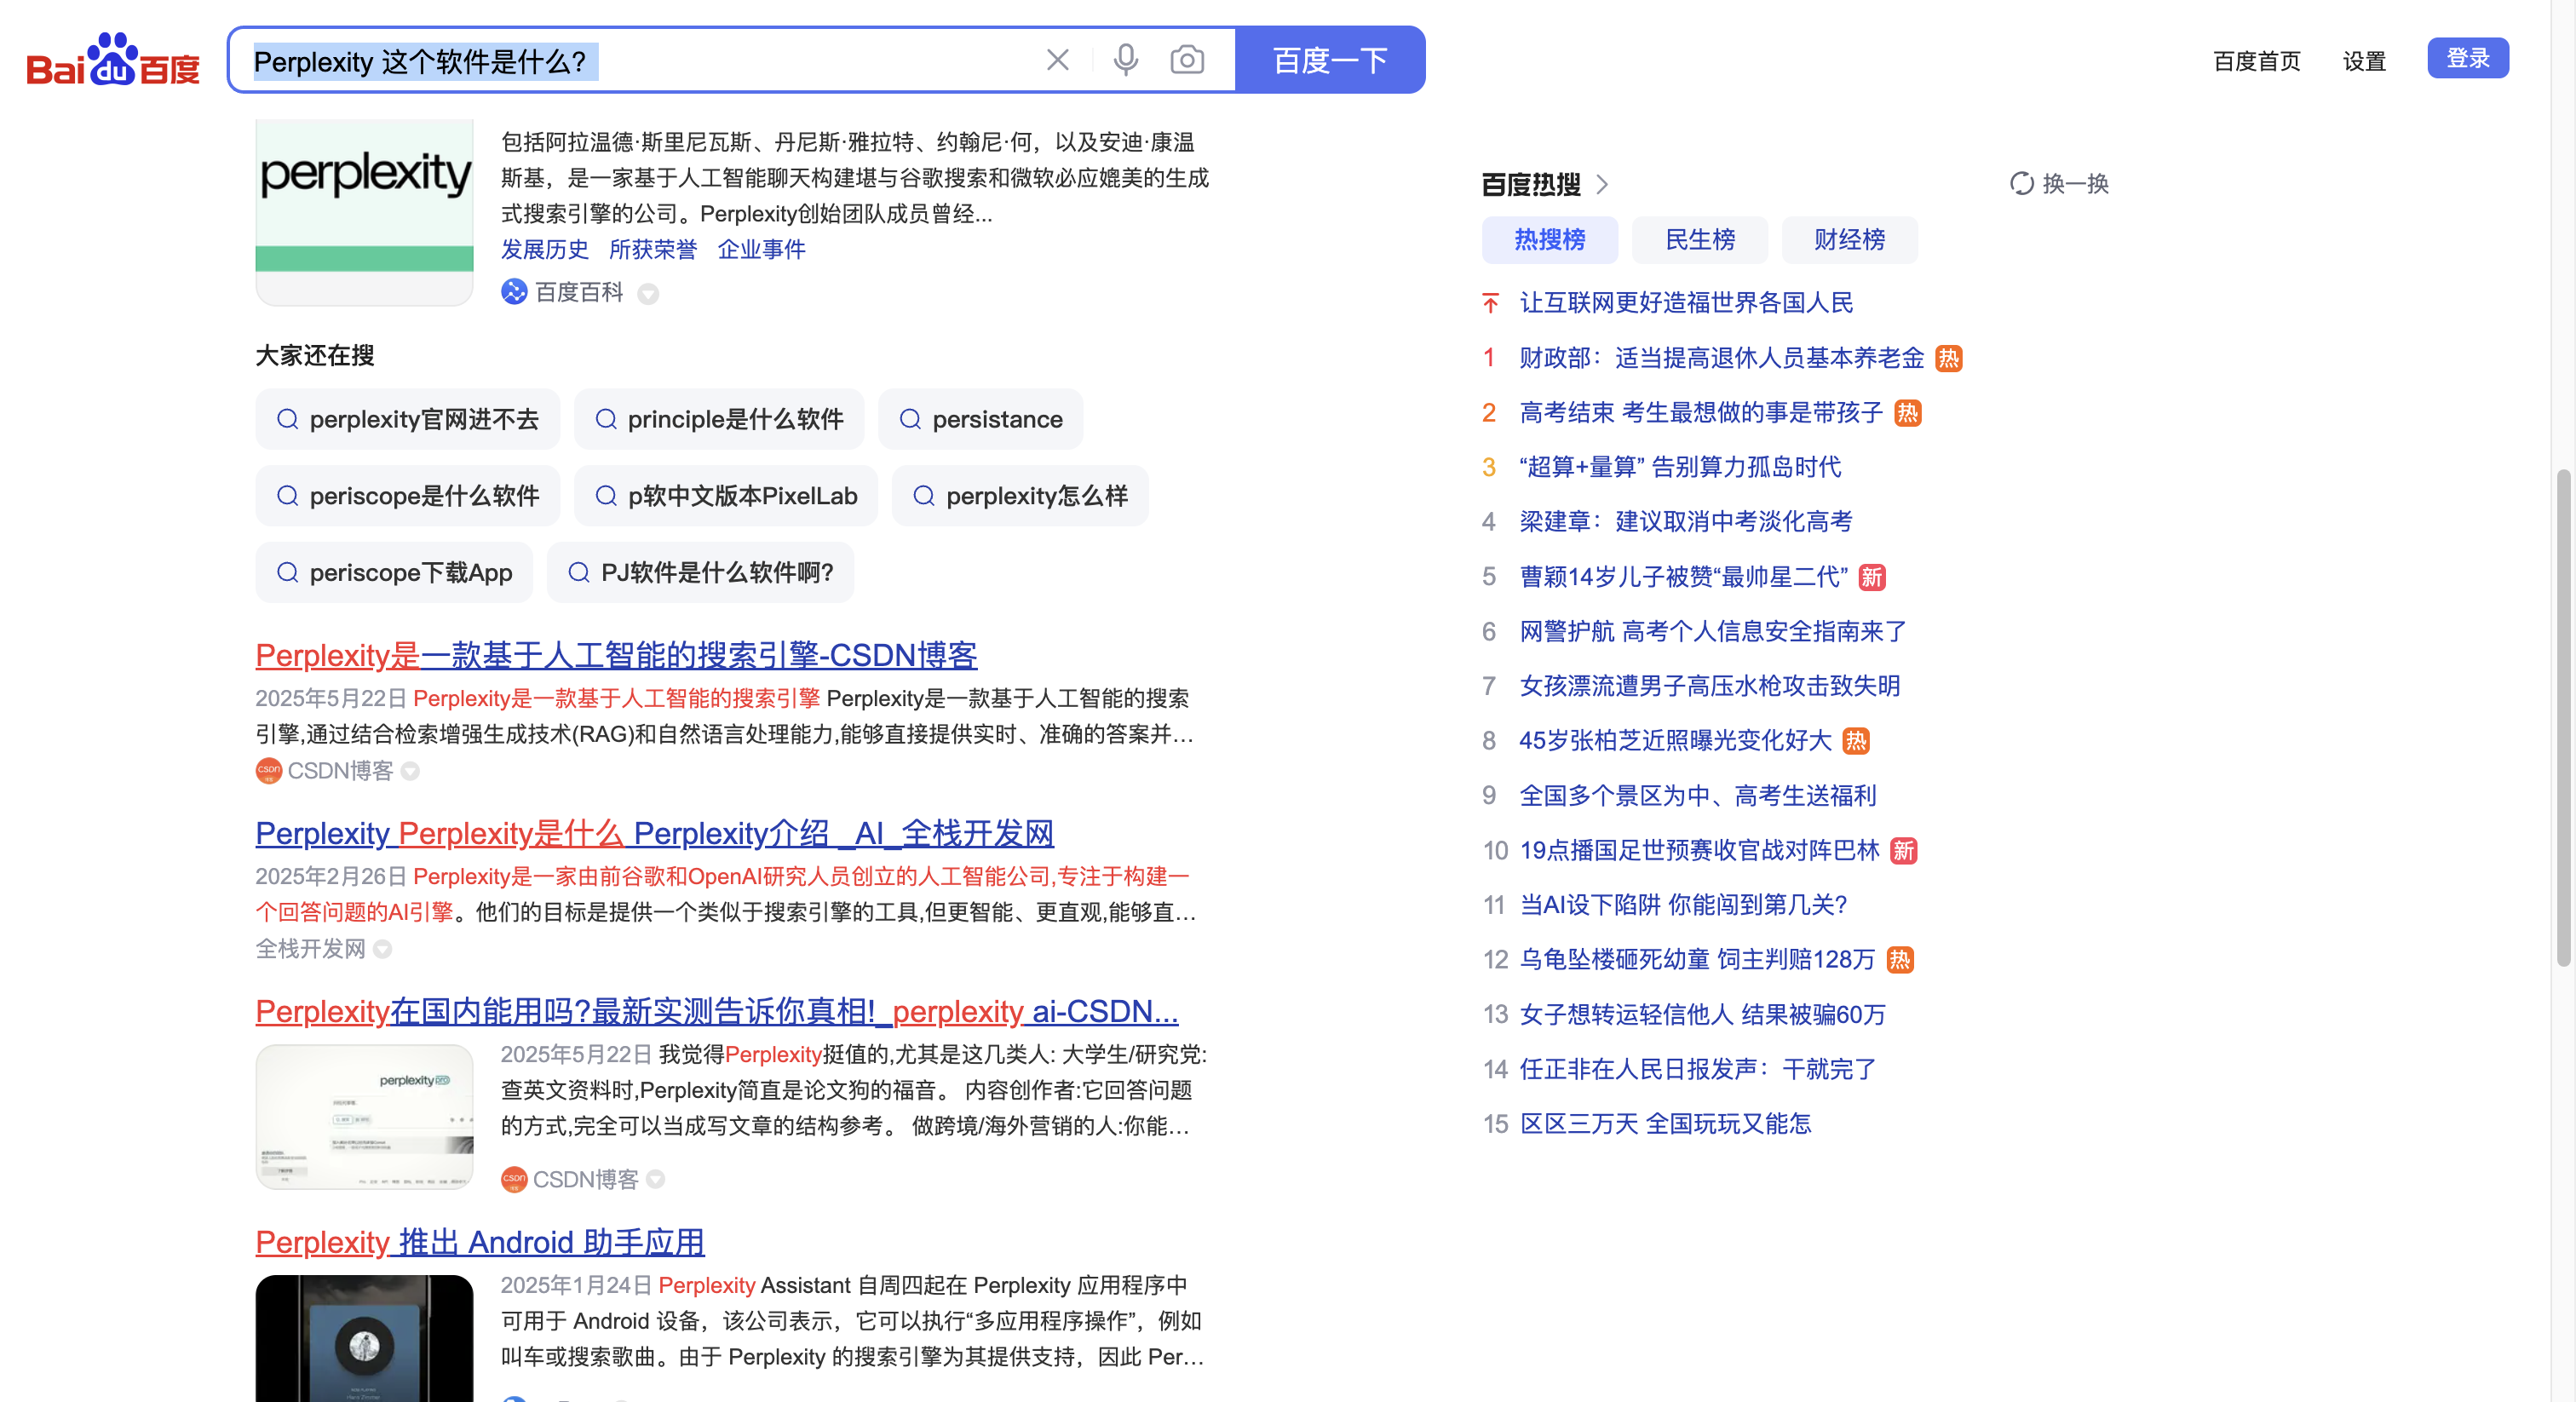 Bai du 百度
Perplexity 这个软件是什么?
百度一下
百度首页 设置 登录
perplexity
包括阿拉温德·斯里尼瓦斯、丹尼斯·雅拉特、约翰尼·何，以及安迪·康温
斯基，是一家基于人工智能聊天构建堪与谷歌搜索和微软必应媲美的生成
式搜索引擎的公司。Perplexity创始团队成员曾经...
发展历史 所获荣誉 企业事件
百度百科
大家还在搜
perplexity官网进不去 principle是什么软件 persistance
periscope是什么软件 p软中文版本PixelLab perplexity怎么样
periscope下载App PJ软件是什么软件啊?
Perplexity是一款基于人工智能的搜索引擎-CSDN博客
2025年5月22日 Perplexity是一款基于人工智能的搜索引擎 Perplexity是一款基于人工智能的搜索
引擎,通过结合检索增强生成技术(RAG)和自然语言处理能力,能够直接提供实时、准确的答案并...
CSDN博客
Perplexity Perplexity是什么 Perplexity介绍 _AI_全栈开发网
2025年2月26日 Perplexity是一家由前谷歌和OpenAI研究人员创立的人工智能公司,专注于构建一
个回答问题的AI引擎。他们的目标是提供一个类似于搜索引擎的工具,但更智能、更直观,能够直...
全栈开发网
Perplexity在国内能用吗?最新实测告诉你真相!_perplexity ai-CSDN...
perplexity pro
2025年5月22日 我觉得Perplexity挺值的,尤其是这几类人: 大学生/研究党:
查英文资料时,Perplexity简直是论文狗的福音。 内容创作者:它回答问题
的方式,完全可以当成写文章的结构参考。 做跨境/海外营销的人:你能...
CSDN博客
Perplexity 推出 Android 助手应用
2025年1月24日 Perplexity Assistant 自周四起在 Perplexity 应用程序中
可用于 Android 设备，该公司表示，它可以执行“多应用程序操作”，例如
叫车或搜索歌曲。由于 Perplexity 的搜索引擎为其提供支持，因此 Per...
百度热搜
换一换
热搜榜 民生榜 财经榜
让互联网更好造福世界各国人民
1 财政部：适当提高退休人员基本养老金 热
2 高考结束 考生最想做的事是带孩子 热
3 “超算+量算” 告别算力孤岛时代
4 梁建章：建议取消中考淡化高考
5 曹颖14岁儿子被赞“最帅星二代” 新
6 网警护航 高考个人信息安全指南来了
7 女孩漂流遭男子高压水枪攻击致失明
8 45岁张柏芝近照曝光变化好大 热
9 全国多个景区为中、高考生送福利
10 19点播国足世预赛收官战对阵巴林 新
11 当AI设下陷阱 你能闯到第几关?
12 乌龟坠楼砸死幼童 饲主判赔128万 热
13 女子想转运轻信他人 结果被骗60万
14 任正非在人民日报发声：干就完了
15 区区三万天 全国玩玩又能怎